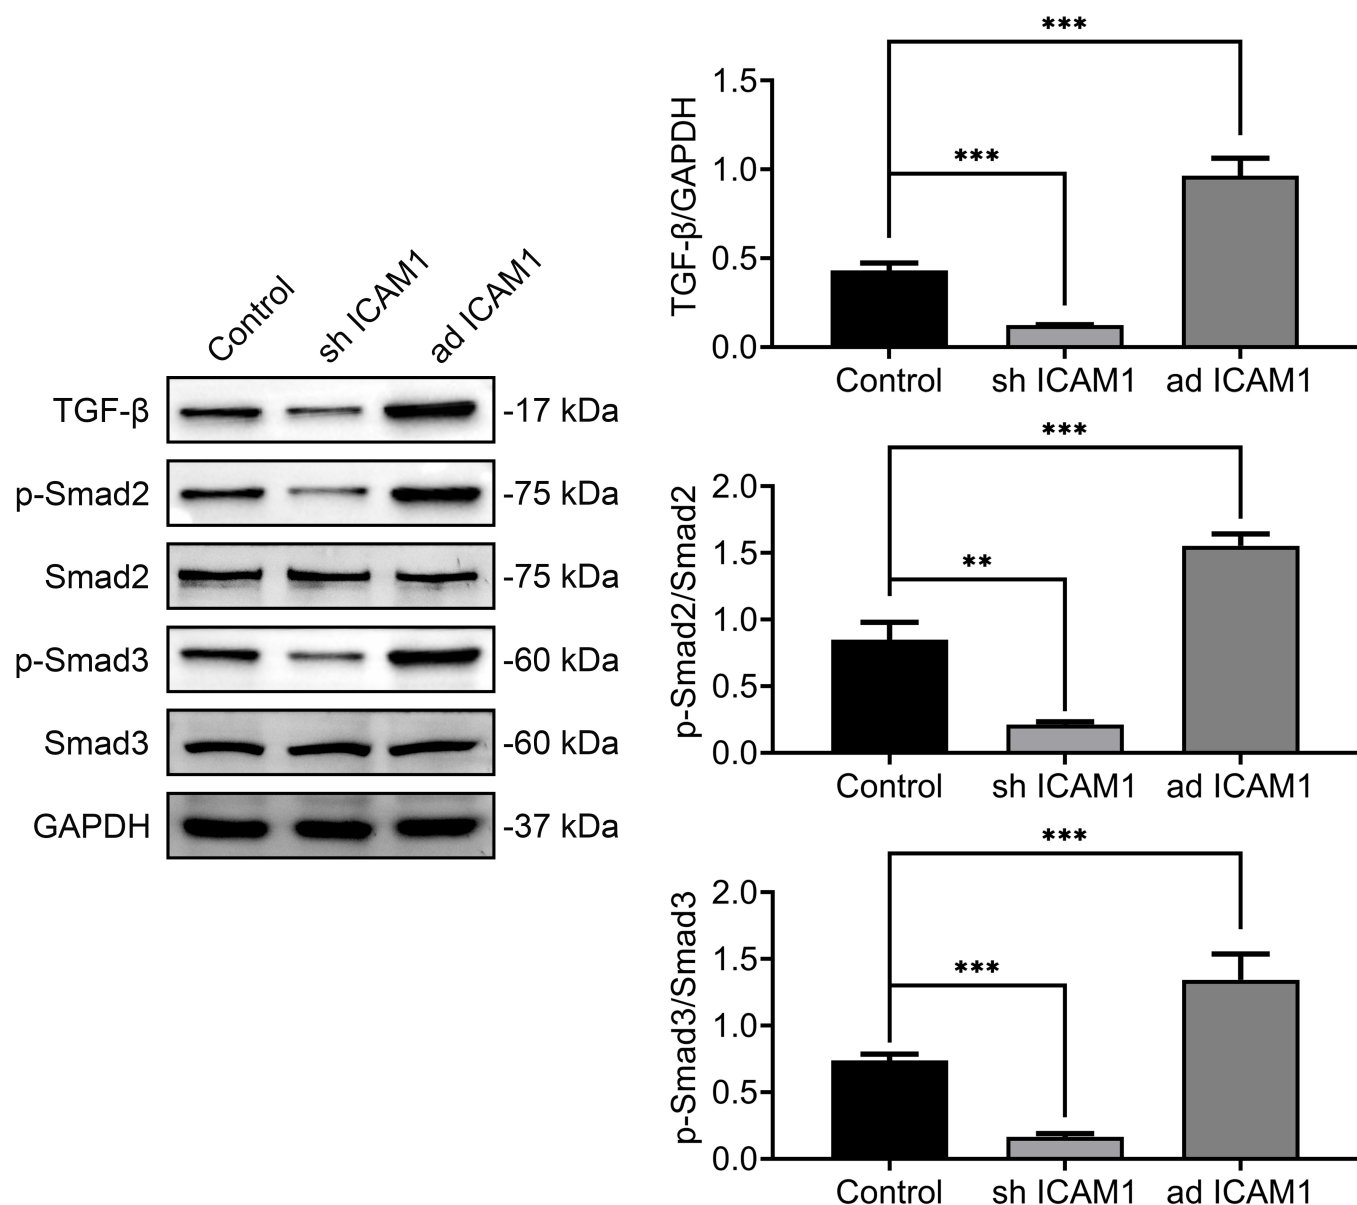 Control
sh ICAM1
ad ICAM1
TGF-β
-17 kDa
p-Smad2
-75 kDa
Smad2
-75 kDa
p-Smad3
-60 kDa
Smad3
-60 kDa
GAPDH
-37 kDa
***
***
TGF-β/GAPDH
1.5
1.0
0.5
0.0
Control sh ICAM1 ad ICAM1
***
**
p-Smad2/Smad2
2.0
1.5
1.0
0.5
0.0
Control sh ICAM1 ad ICAM1
***
***
p-Smad3/Smad3
2.0
1.5
1.0
0.5
0.0
Control sh ICAM1 ad ICAM1